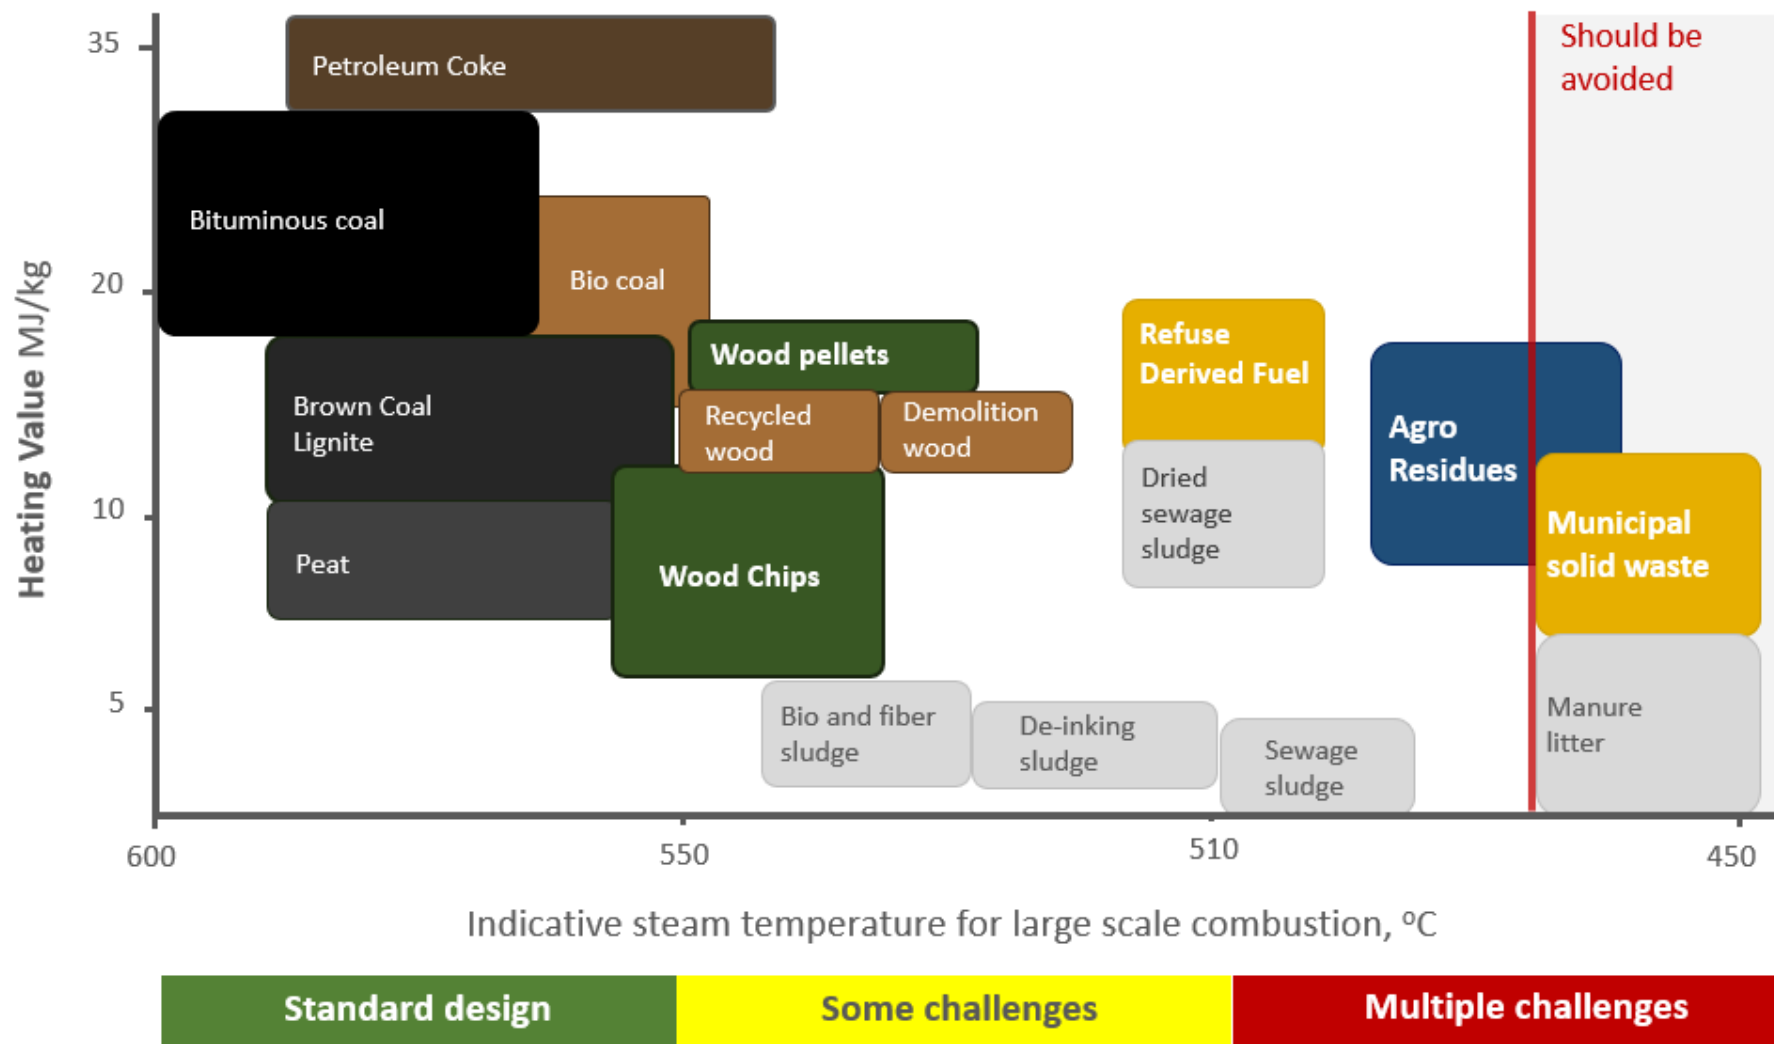 35
Petroleum Coke
Should be
avoided
Bituminous coal
20
Bio coal
Refuse
Derived Fuel
Wood pellets
Brown Coal
Lignite
Recycled
wood
Demolition
wood
Agro
Residues
Dried
sewage
sludge
10
Peat
Wood Chips
Municipal
solid waste
5
Bio and fiber
sludge
De-inking
sludge
Sewage
sludge
Manure
litter
Heating Value MJ/kg
600
550
510
450
Indicative steam temperature for large scale combustion, ºC
Standard design
Some challenges
Multiple challenges